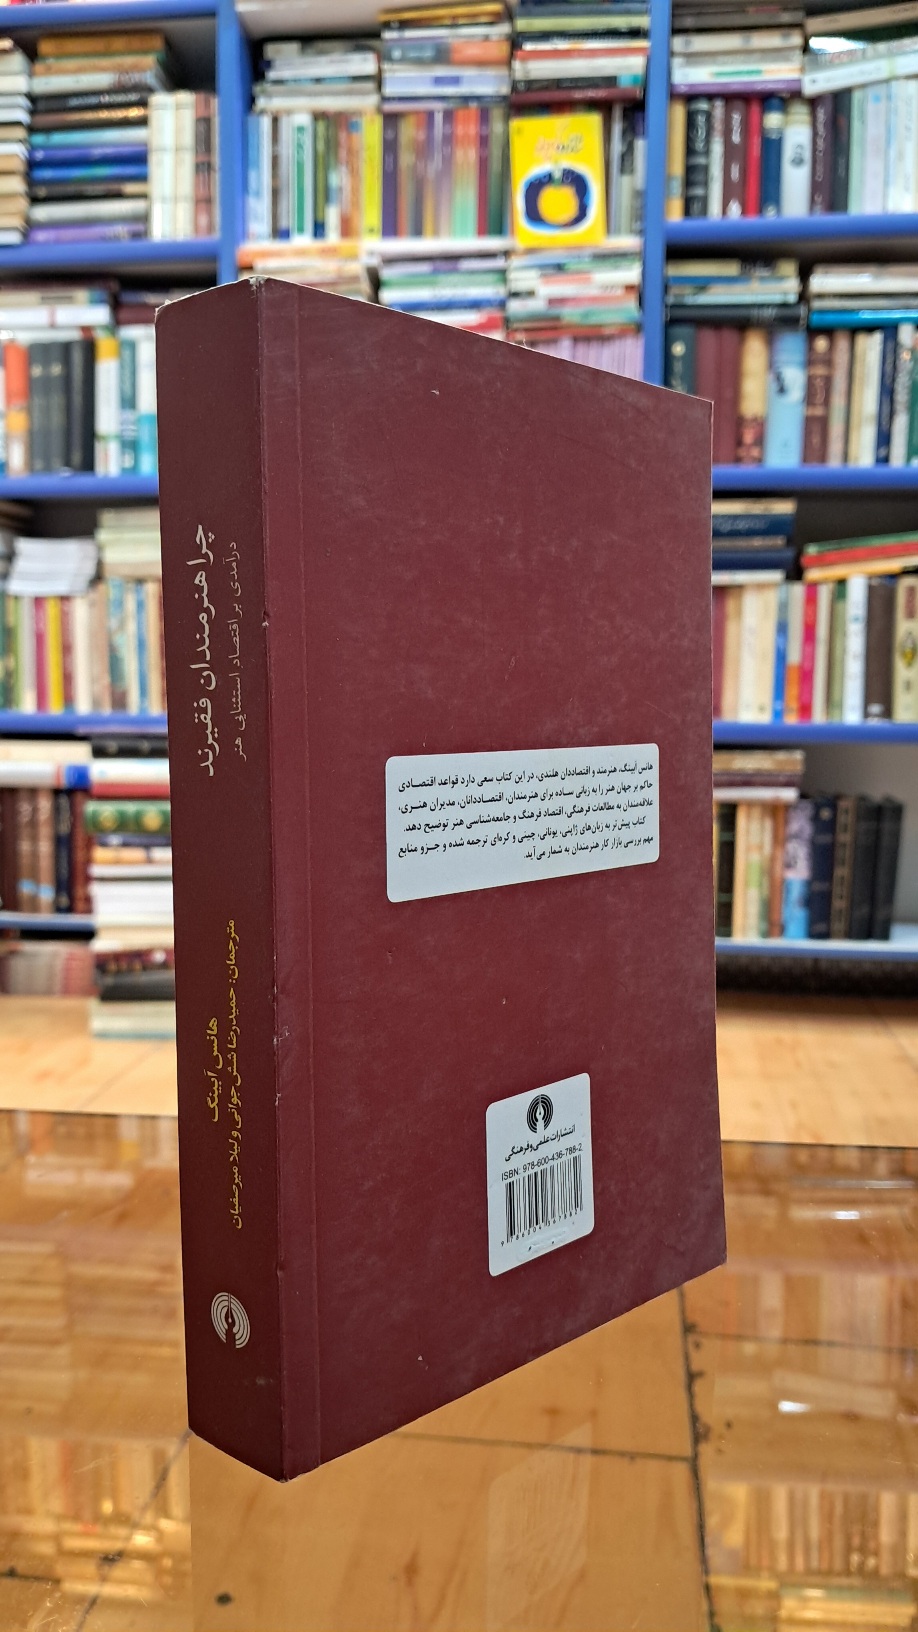 چرا هنرمندان فقیرند
درآمدی بر اقتصاد استثنایی هنر
هانس آبینگ
مترجمان: حمیدرضا شش‌جوانی و لیلا میرصفیان
هانس آبینگ، هنرمند و اقتصاددان هلندی، در این کتاب سعی دارد قواعد اقتصادی
حاکم بر جهان هنر را به زبانی ساده برای هنرمندان، اقتصاددانان، مدیران هنری،
علاقه‌مندان به مطالعات فرهنگی، اقتصاد فرهنگ و جامعه‌شناسی هنر توضیح دهد.
کتاب پیش‌تر به زبان‌های ژاپنی، یونانی، چینی و کره‌ای ترجمه شده و جزو منابع
مهم بررسی بازار کار هنرمندان به شمار می‌آید.
انتشارات علمی و فرهنگی
ISBN: 978-600-436-788-2